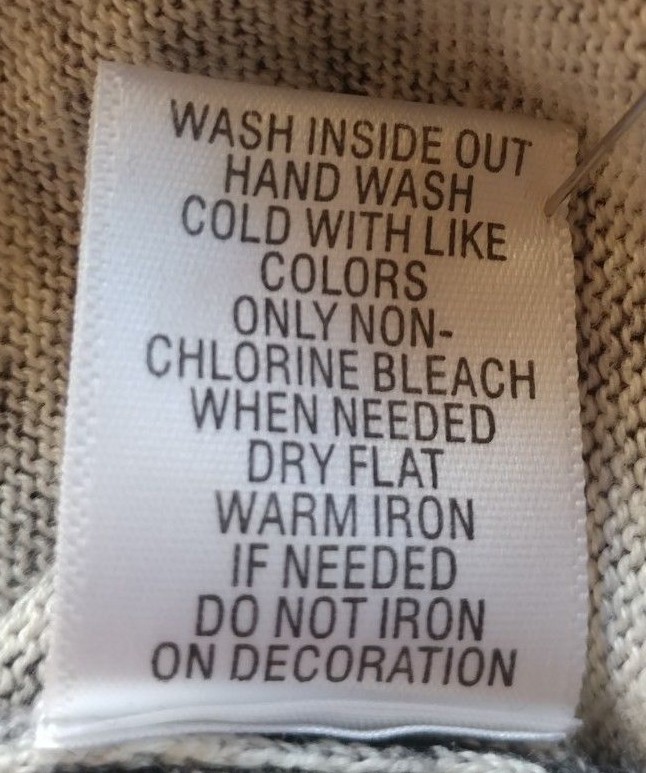 WASH INSIDE OUT
HAND WASH
COLD WITH LIKE
COLORS
ONLY NON-
CHLORINE BLEACH
WHEN NEEDED
DRY FLAT
WARM IRON
IF NEEDED
DO NOT IRON
ON DECORATION